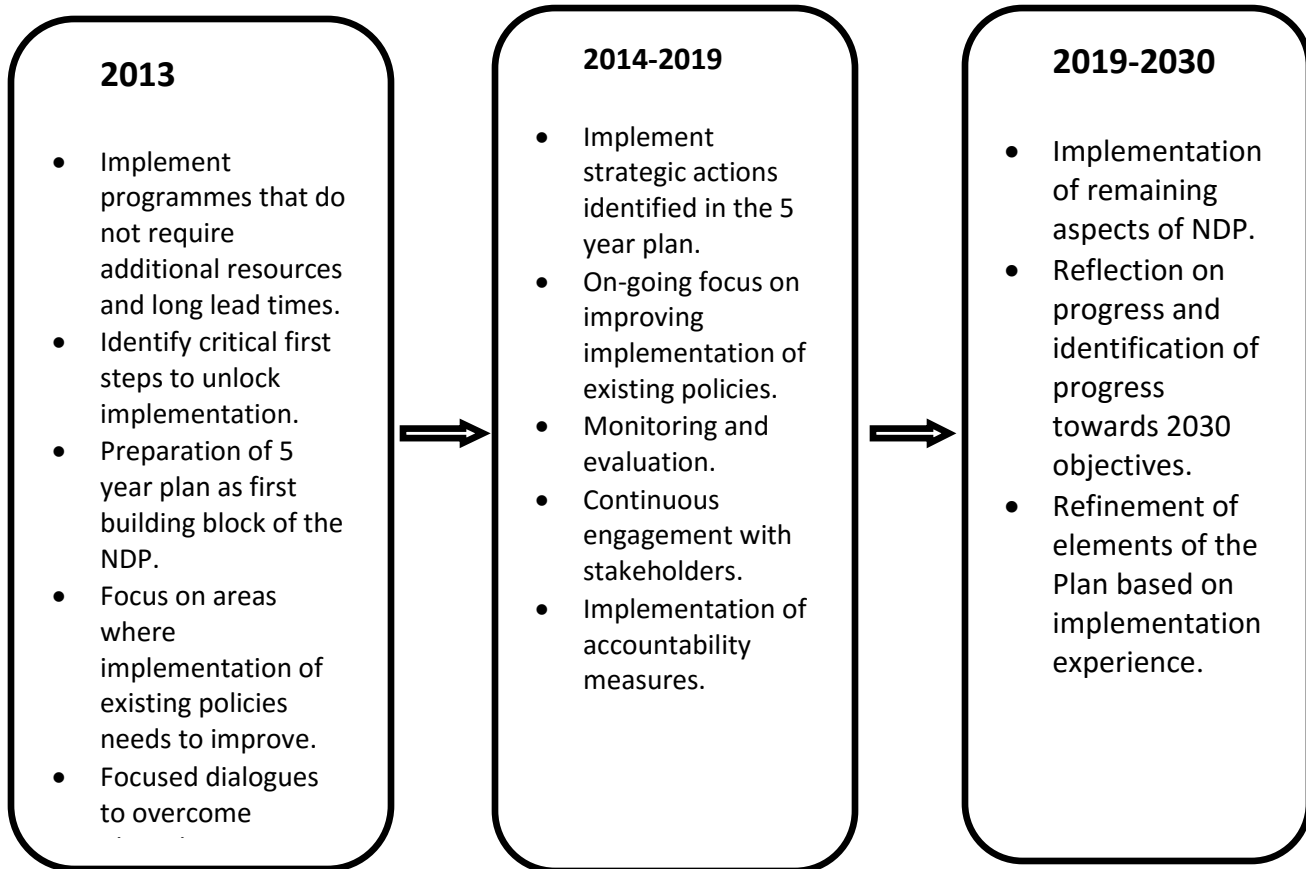 2013
• Implement
programmes that do
not require
additional resources
and long lead times.
• Identify critical first
steps to unlock
implementation.
• Preparation of 5
year plan as first
building block of the
NDP.
• Focus on areas
where
implementation of
existing policies
needs to improve.
• Focused dialogues
to overcome
2014-2019
• Implement
strategic actions
identified in the 5
year plan.
• On-going focus on
improving
implementation of
existing policies.
• Monitoring and
evaluation.
• Continuous
engagement with
stakeholders.
• Implementation of
accountability
measures.
2019-2030
• Implementation
of remaining
aspects of NDP.
• Reflection on
progress and
identification of
progress
towards 2030
objectives.
• Refinement of
elements of the
Plan based on
implementation
experience.